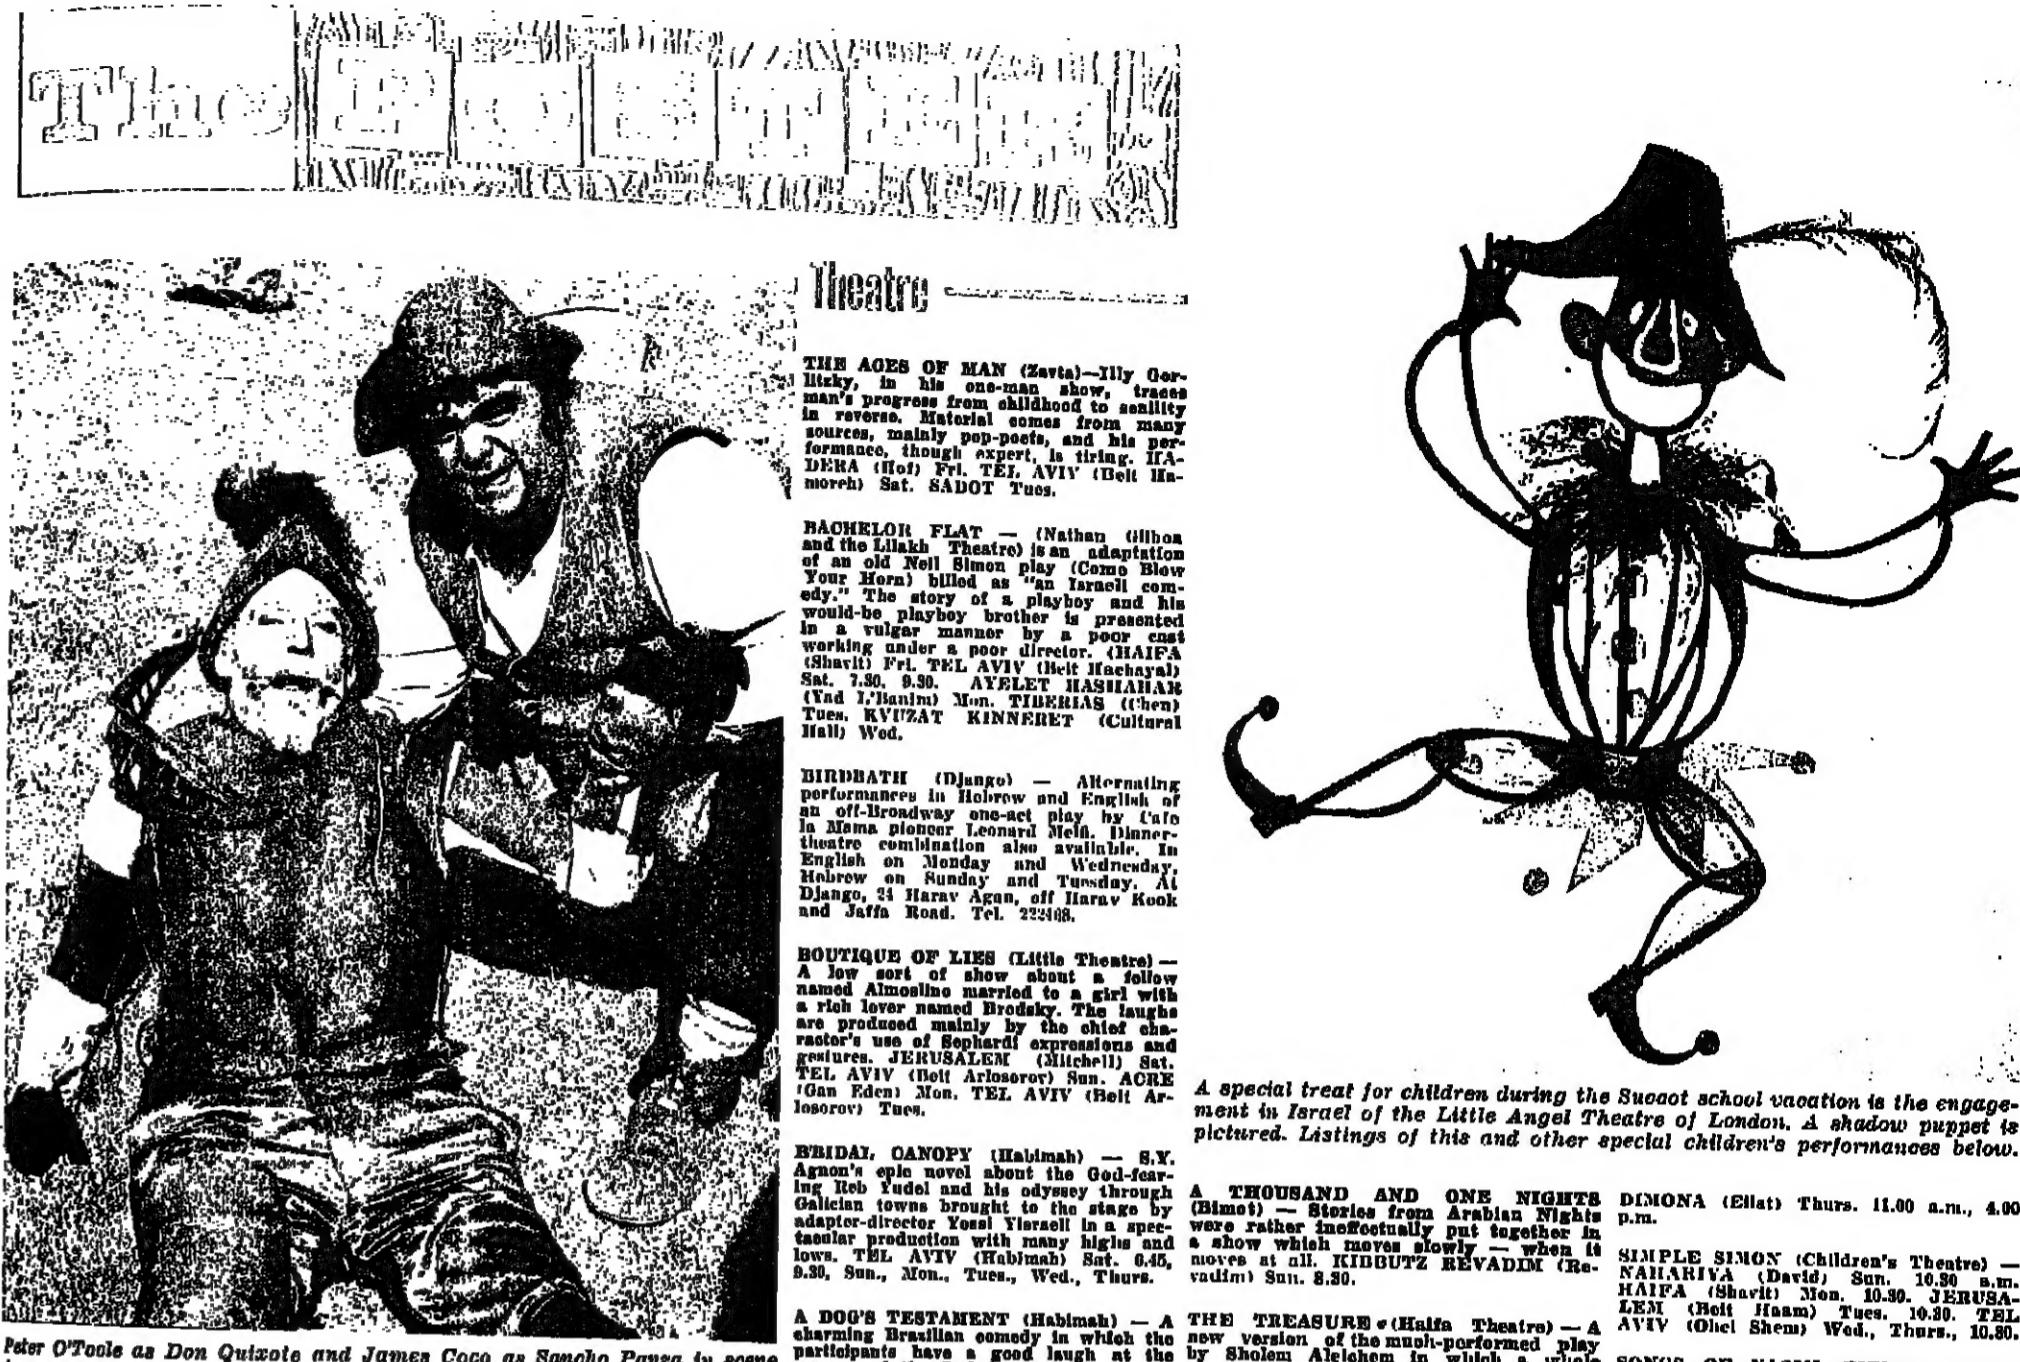 The POSTER
Theatre
THE AGES OF MAN (Zavta)—Illy Gor-
litzky, in his one-man show, traces
man's progress from childhood to senility
in reverse. Material comes from many
sources, mainly pop-poets, and his per-
formance, though expert, is tiring. HA-
DERA (Hof) Fri. TEL AVIV (Beit Ha-
moreh) Sat. SADOT Tues.
BACHELOR FLAT — (Nathan Gilboa
and the Lilakh Theatre) is an adaptation
of an old Neil Simon play (Come Blow
Your Horn) billed as "an Israeli com-
edy." The story of a playboy and his
would-be playboy brother is presented
in a vulgar manner by a poor cast
working under a poor director. (HAIFA
(Shavit) Fri. TEL AVIV (Beit Hachayal)
Sat. 7.30, 9.30. AYELET HASHAHAR
(Yad L'Banim) Mon. TIBERIAS (Chen)
Tues. KVUZAT KINNERET (Cultural
Hall) Wed.
BIRDBATH (Django) — Alternating
performances in Hebrew and English of
an off-Broadway one-act play by Cafe
la Mama pioneer Leonard Melfi. Dinner-
theatre combination also available. In
English on Monday and Wednesday,
Hebrew on Sunday and Tuesday. At
Django, 24 Harav Agan, off Harav Kook
and Jaffa Road. Tel.
BOUTIQUE OF LIES (Little Theatre) —
A low sort of show about a fellow
named Almoslino married to a girl with
a rich lover named Brodsky. The laughs
are produced mainly by the chief cha-
racter's use of Sephardi expressions and
gestures. JERUSALEM (Mitchell) Sat.
TEL AVIV (Beit Arlosorov) Sun. ACRE
(Gan Eden) Mon. TEL AVIV (Beit Ar-
losorov) Tues.
BRIDAL CANOPY (Habimah) — S.Y.
Agnon's epic novel about the God-fear-
ing Reb Yudel and his odyssey through
Galician towns brought to the stage by
adapter-director Yossi Yisraeli in a spec-
tacular production with many highs and
lows. TEL AVIV (Habimah) Sat. 6.45,
9.30, Sun., Mon., Tues., Wed., Thurs.
A DOG'S TESTAMENT (Habimah) — A
charming Brazilian comedy in which the
participants have a good laugh at the
Peter O'Toole as Don Quixote and James Coco as Sancho Panza in scene
A special treat for children during the Succot school vacation is the engage-
ment in Israel of the Little Angel Theatre of London. A shadow puppet is
pictured. Listings of this and other special children's performances below.
A THOUSAND AND ONE NIGHTS
(Bimot) — Stories from Arabian Nights
were rather ineffectually put together in
a show which moves slowly — when it
moves at all. KIBBUTZ REVADIM (Re-
vadim) Sun. 8.30.
THE TREASURE (Haifa Theatre) — A
new version of the much-performed play
by Sholem Aleichem in which a whole
DIMONA (Eilat) Thurs. 11.00 a.m., 4.00
p.m.
SIMPLE SIMON (Children's Theatre) —
NAHARIYA (David) Sun. 10.30 a.m.
HAIFA (Shavit) Mon. 10.30. JERUSA-
LEM (Beit Haam) Tues. 10.30. TEL
AVIV (Ohel Shem) Wed., Thurs., 10.30.